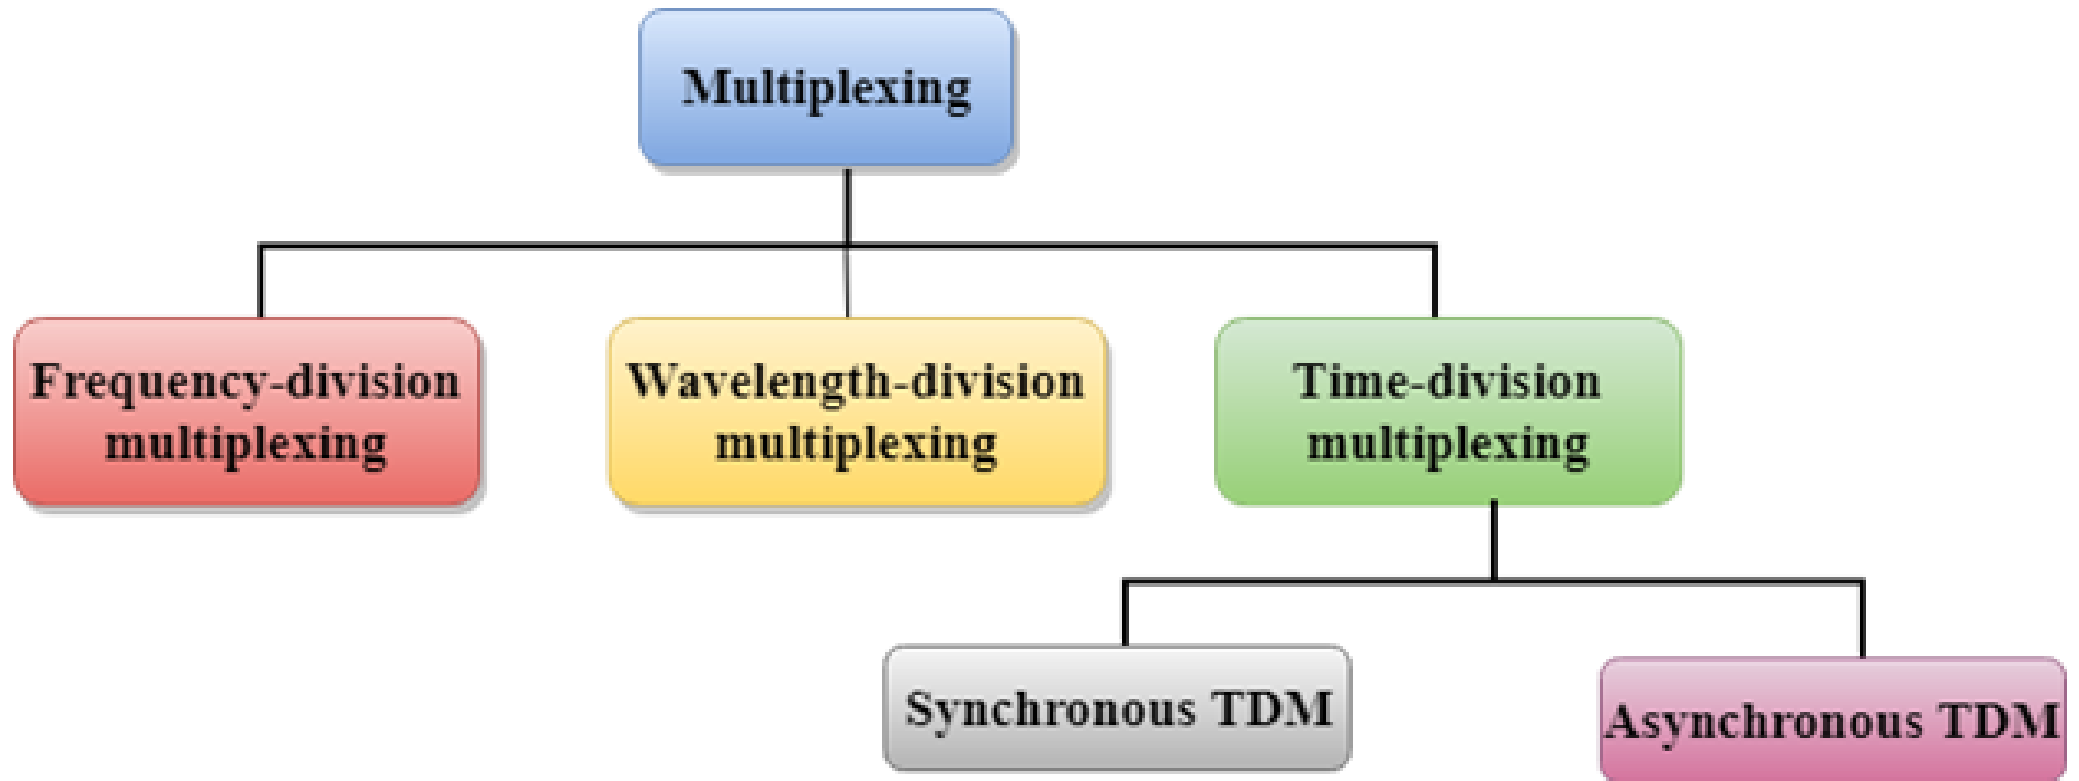 Multiplexing
Frequency-division
multiplexing
Wavelength-division
multiplexing
Time-division
multiplexing
Synchronous TDM
Asynchronous TDM